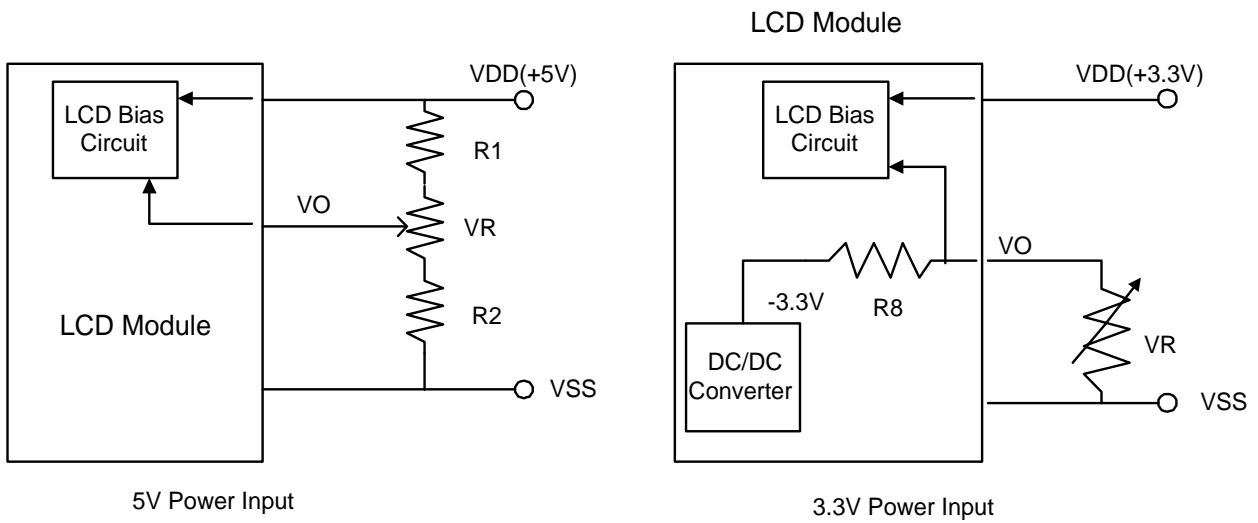 LCD Module
VDD(+5V)
LCD Bias
Circuit
R1
VO
VR
LCD Module
R2
VSS
5V Power Input
VDD(+3.3V)
LCD Bias
Circuit
VO
-3.3V
R8
VR
DC/DC
Converter
VSS
3.3V Power Input